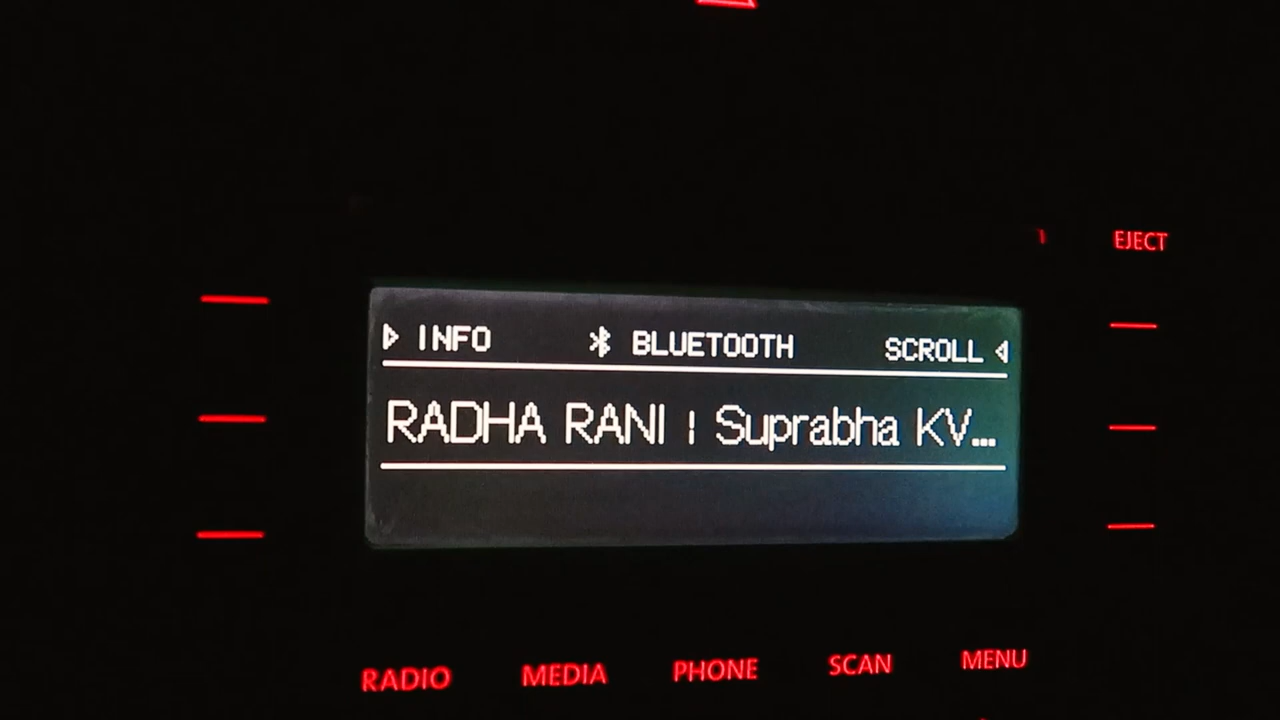 EJECT
INFO BLUETOOTH SCROLL
RADHA RANI | Suprabha KV...
RADIO MEDIA PHONE SCAN MENU